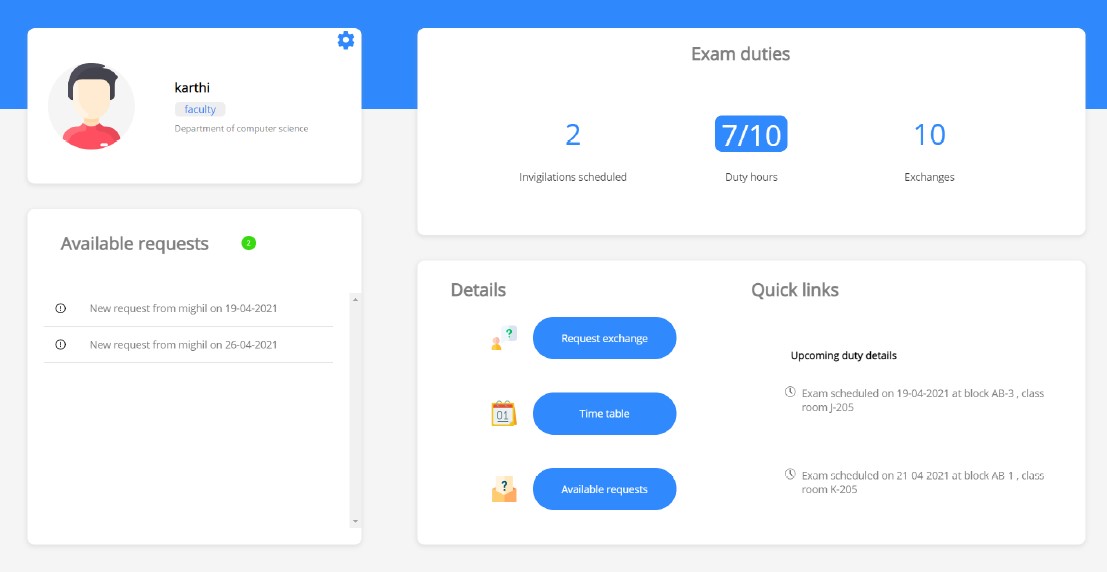 karthi
faculty
Department of computer science
Available requests 2
New request from mighil on 19-04-2021
New request from mighil on 26-04-2021
Exam duties
2 7/10 10
Invigilations scheduled Duty hours Exchanges
Details
?
Request exchange
01
Time table
?
Available requests
Quick links
Upcoming duty details
Exam scheduled on 19-04-2021 at block AB-3 , class
room J-205
Exam scheduled on 21 04 2021 at block AB 1 , class
room K-205